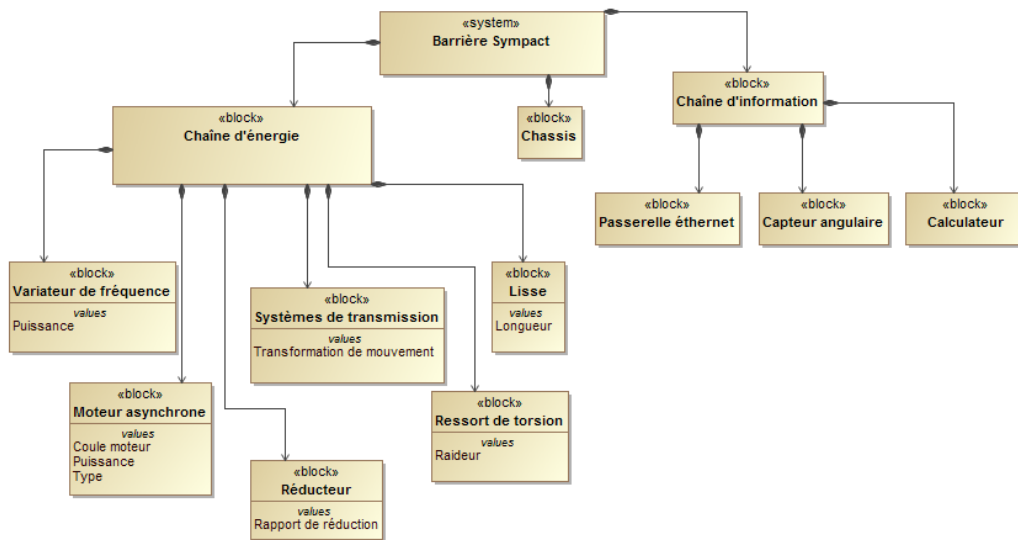 «system»
Barrière Sympact
«block»
Chaîne d'information
«block»
Chaîne d'énergie
«block»
Chassis
«block»
Passerelle éthernet
«block»
Capteur angulaire
«block»
Calculateur
«block»
Variateur de fréquence
values
Puissance
«block»
Systèmes de transmission
values
Transformation de mouvement
«block»
Lisse
values
Longueur
«block»
Moteur asynchrone
values
Coule moteur
Puissance
Type
«block»
Ressort de torsion
values
Raideur
«block»
Réducteur
values
Rapport de réduction